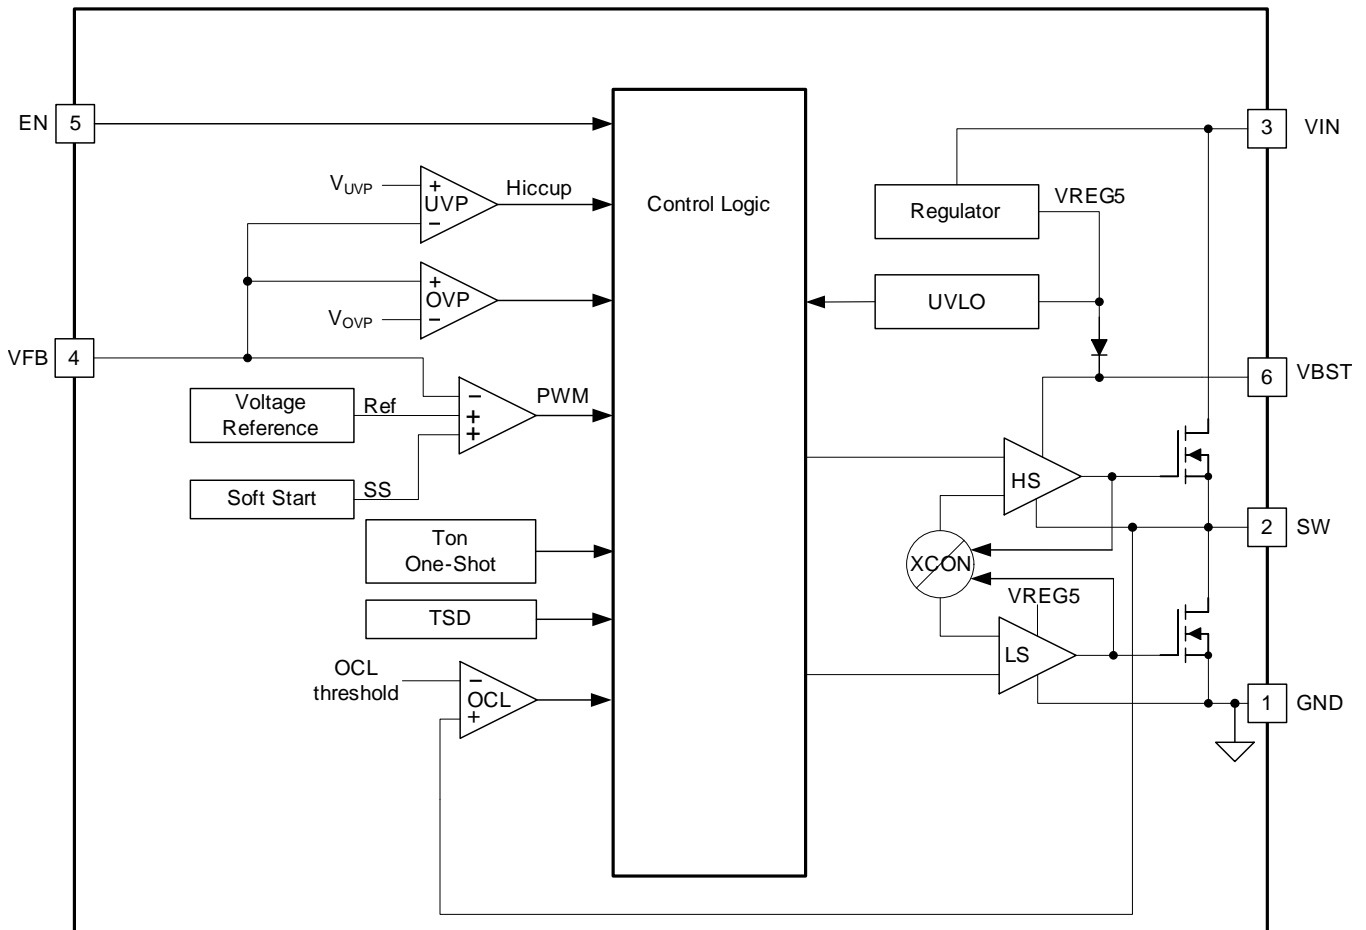 EN
5
3
VIN
VUVP
+
UVP
−
Hiccup
Control Logic
Regulator
VREG5
+
OVP
−
VOVP
UVLO
VFB
4
6
VBST
Voltage
Reference
Ref
−
+
+
PWM
Soft Start
SS
HS
2
SW
Ton
One-Shot
XCON
TSD
VREG5
LS
OCL
threshold
−
OCL
+
1
GND